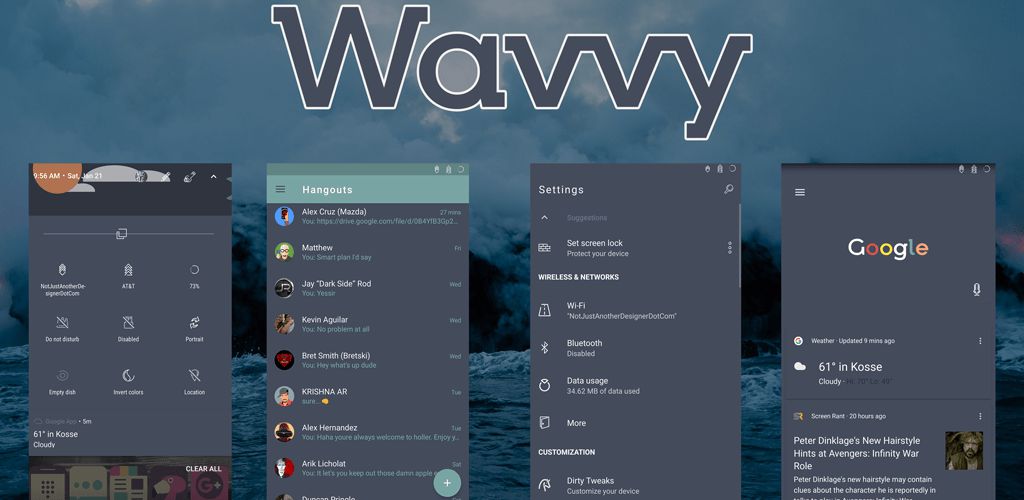 Wavvy
9:56 AM • Sat, Jan 21
NotJustAnotherDe-
signerDotCom
AT&T
73%
Do not disturb
Disabled
Portrait
Empty dish
Invert colors
Location
Google App • 5m
61° in Kosse
Cloudy
CLEAR ALL
Hangouts
Alex Cruz (Mazda)
27 mins
You: https://drive.google.com/file/d/0B4YfB3Gp2...
Matthew
Fri
You: Smart plan I'd say
Jay "Dark Side" Rod
Wed
You: Yessir
Kevin Aguilar
Wed
You: No problem at all
Bret Smith (Bretski)
Wed
You: Hey what's up dude
KRISHNA AR
Tue
sure...👊
Alex Hernandez
Tue
You: Haha youre always welcome to holler. Enjoy y...
Arik Licholat
Sat
You: It let's you keep out those damn apple e
Duncan Pringle
Settings
Suggestions
Set screen lock
Protect your device
WIRELESS & NETWORKS
Wi-Fi
"NotJustAnotherDesignerDotCom"
Bluetooth
Disabled
Data usage
34.62 MB of data used
More
CUSTOMIZATION
Dirty Tweaks
Customize your device
Google
Weather · Updated 9 mins ago
61° in Kosse
Cloudy · Hi: 70° Lo: 49°
Screen Rant · 20 hours ago
Peter Dinklage's New Hairstyle
Hints at Avengers: Infinity War
Role
Peter Dinklage's new hairstyle may contain
clues about the character he is reportedly